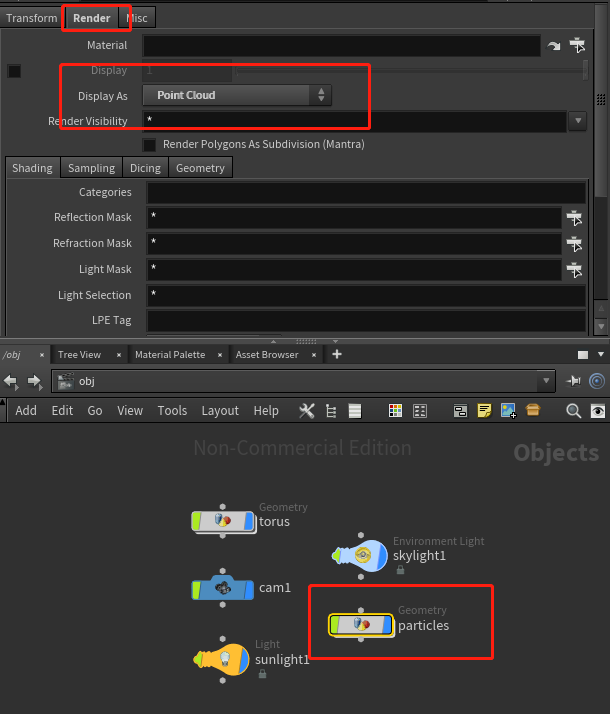 Transform Render Misc
Material
Display 1
Display As Point Cloud
Render Visibility *
Render Polygons As Subdivision (Mantra)
Shading Sampling Dicing Geometry
Categories
Reflection Mask *
Refraction Mask *
Light Mask *
Light Selection *
LPE Tag
/obj × Tree View × Material Palette × Asset Browser ×
obj
Add Edit Go View Tools Layout Help
Non-Commercial Edition
Objects
Geometry
torus
Environment Light
skylight1
cam1
Geometry
particles
Light
sunlight1